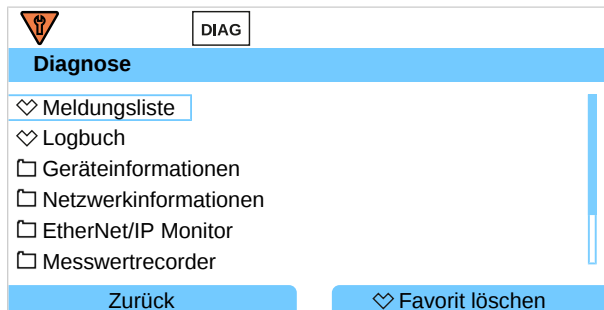 DIAG
Diagnose
Meldungsliste
Logbuch
Geräteinformationen
Netzwerkinformationen
EtherNet/IP Monitor
Messwertrecorder
Zurück
Favorit löschen